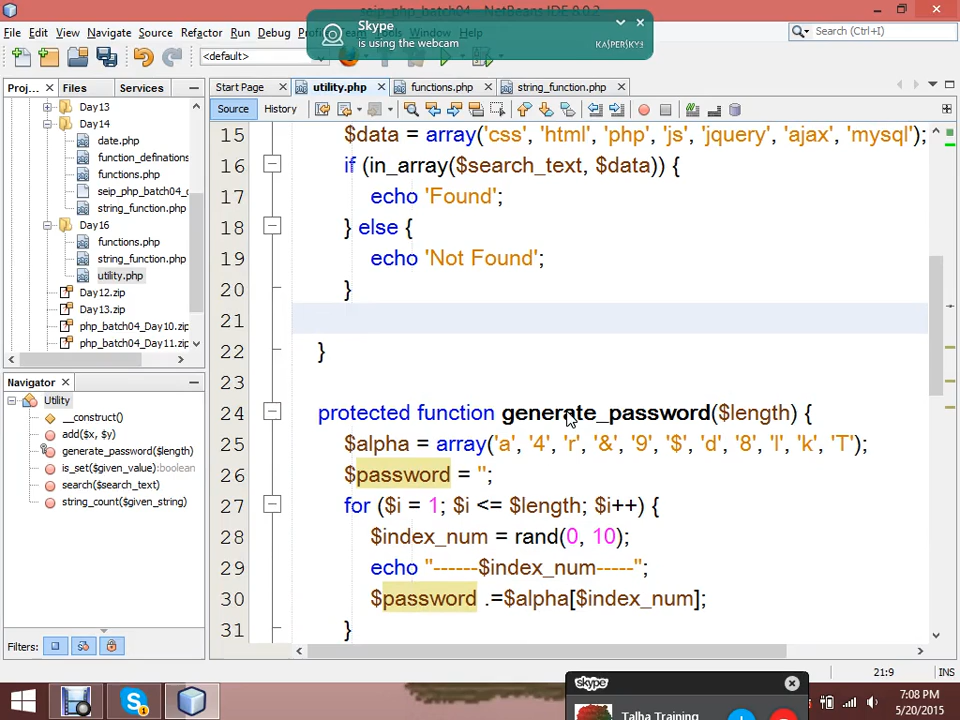 seip_php_batch04 - NetBeans IDE 8.0.2
Skype
is using the webcam
KASPERSKY
File Edit View Navigate Source Refactor Run Debug Window Help
Search (Ctrl+I)
<default>
Proj... Files Services
Start Page utility.php functions.php string_function.php
Source History
Day13
Day14
date.php
function_definations
functions.php
seip_php_batch04_
string_function.php
Day16
functions.php
string_function.php
utility.php
Day12.zip
Day13.zip
php_batch04_Day10.zip
php_batch04_Day11.zip
Navigator
Utility
__construct()
add($x, $y)
generate_password($length)
is_set($given_value):boolean
search($search_text)
string_count($given_string)
Filters:
15 $data = array('css', 'html', 'php', 'js', 'jquery', 'ajax', 'mysql');
16 if (in_array($search_text, $data)) {
17 echo 'Found';
18 } else {
19 echo 'Not Found';
20 }
21
22 }
23
24 protected function generate_password($length) {
25 $alpha = array('a', '4', 'r', '&', '9', '$', 'd', '8', 'l', 'k', 'T');
26 $password = '';
27 for ($i = 1; $i <= $length; $i++) {
28 $index_num = rand(0, 10);
29 echo "------$index_num-----";
30 $password .=$alpha[$index_num];
31 }
21:9 INS
skype
Talha Training
7:08 PM
5/20/2015